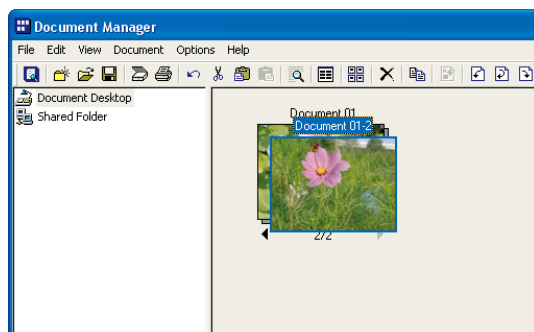 Document Manager
File Edit View Document Options Help
Document Desktop
Shared Folder
Document 01
Document 01-2
2/2